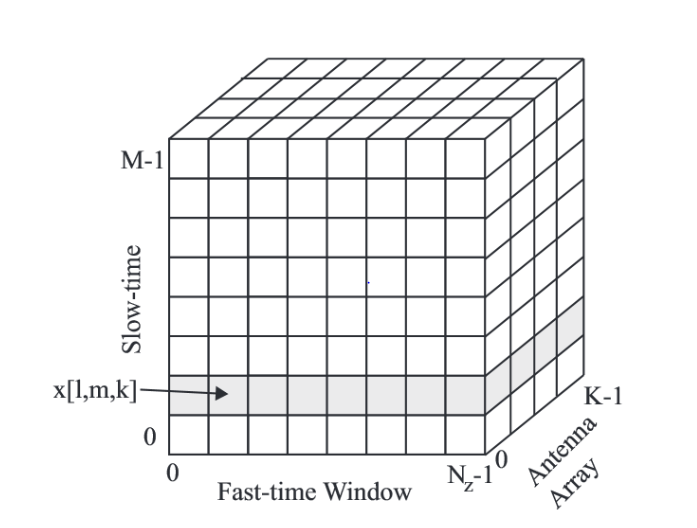 M-1
Slow-time
x[l,m,k]
0
0
Fast-time Window
N_z-1
0
K-1
Antenna
Array